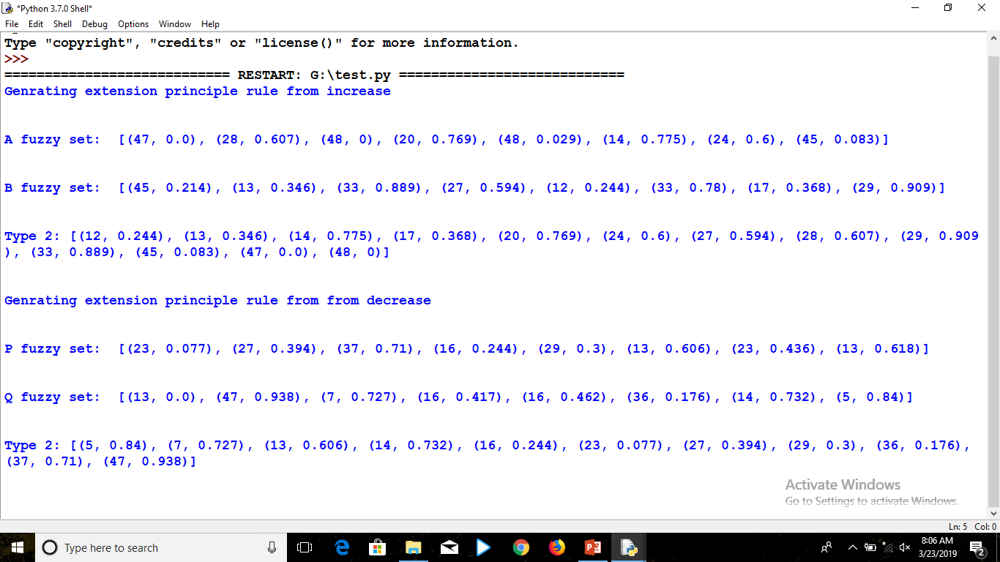 *Python 3.7.0 Shell*
File Edit Shell Debug Options Window Help
Type "copyright", "credits" or "license()" for more information.
>>>
============================ RESTART: G:\test.py ============================
Genrating extension principle rule from increase
A fuzzy set:  [(47, 0.0), (28, 0.607), (48, 0), (20, 0.769), (48, 0.029), (14, 0.775), (24, 0.6), (45, 0.083)]
B fuzzy set:  [(45, 0.214), (13, 0.346), (33, 0.889), (27, 0.594), (12, 0.244), (33, 0.78), (17, 0.368), (29, 0.909)]
Type 2: [(12, 0.244), (13, 0.346), (14, 0.775), (17, 0.368), (20, 0.769), (24, 0.6), (27, 0.594), (28, 0.607), (29, 0.909
), (33, 0.889), (45, 0.083), (47, 0.0), (48, 0)]
Genrating extension principle rule from from decrease
P fuzzy set:  [(23, 0.077), (27, 0.394), (37, 0.71), (16, 0.244), (29, 0.3), (13, 0.606), (23, 0.436), (13, 0.618)]
Q fuzzy set:  [(13, 0.0), (47, 0.938), (7, 0.727), (16, 0.417), (16, 0.462), (36, 0.176), (14, 0.732), (5, 0.84)]
Type 2: [(5, 0.84), (7, 0.727), (13, 0.606), (14, 0.732), (16, 0.244), (23, 0.077), (27, 0.394), (29, 0.3), (36, 0.176),
(37, 0.71), (47, 0.938)]
Activate Windows
Go to Settings to activate Windows.
Ln: 5 Col: 0
Type here to search
8:06 AM
3/23/2019
2